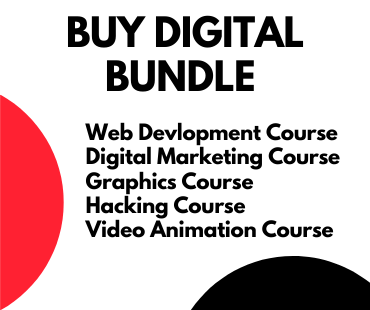 BUY DIGITAL
BUNDLE
Web Devlopment Course
Digital Marketing Course
Graphics Course
Hacking Course
Video Animation Course